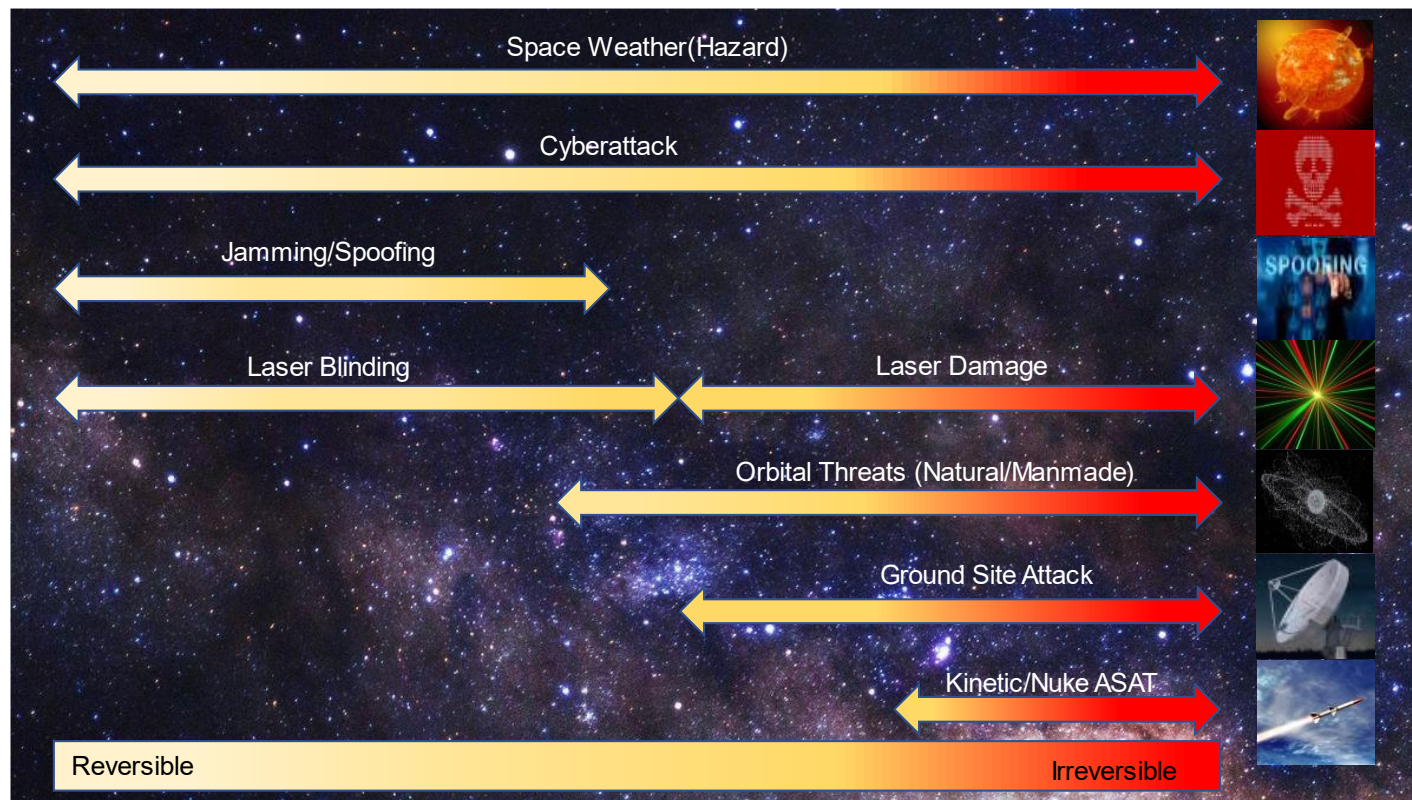 Space Weather(Hazard)
Cyberattack
Jamming/Spoofing
SPOOFING
Laser Blinding
Laser Damage
Orbital Threats (Natural/Manmade)
Ground Site Attack
Kinetic/Nuke ASAT
Reversible
Irreversible